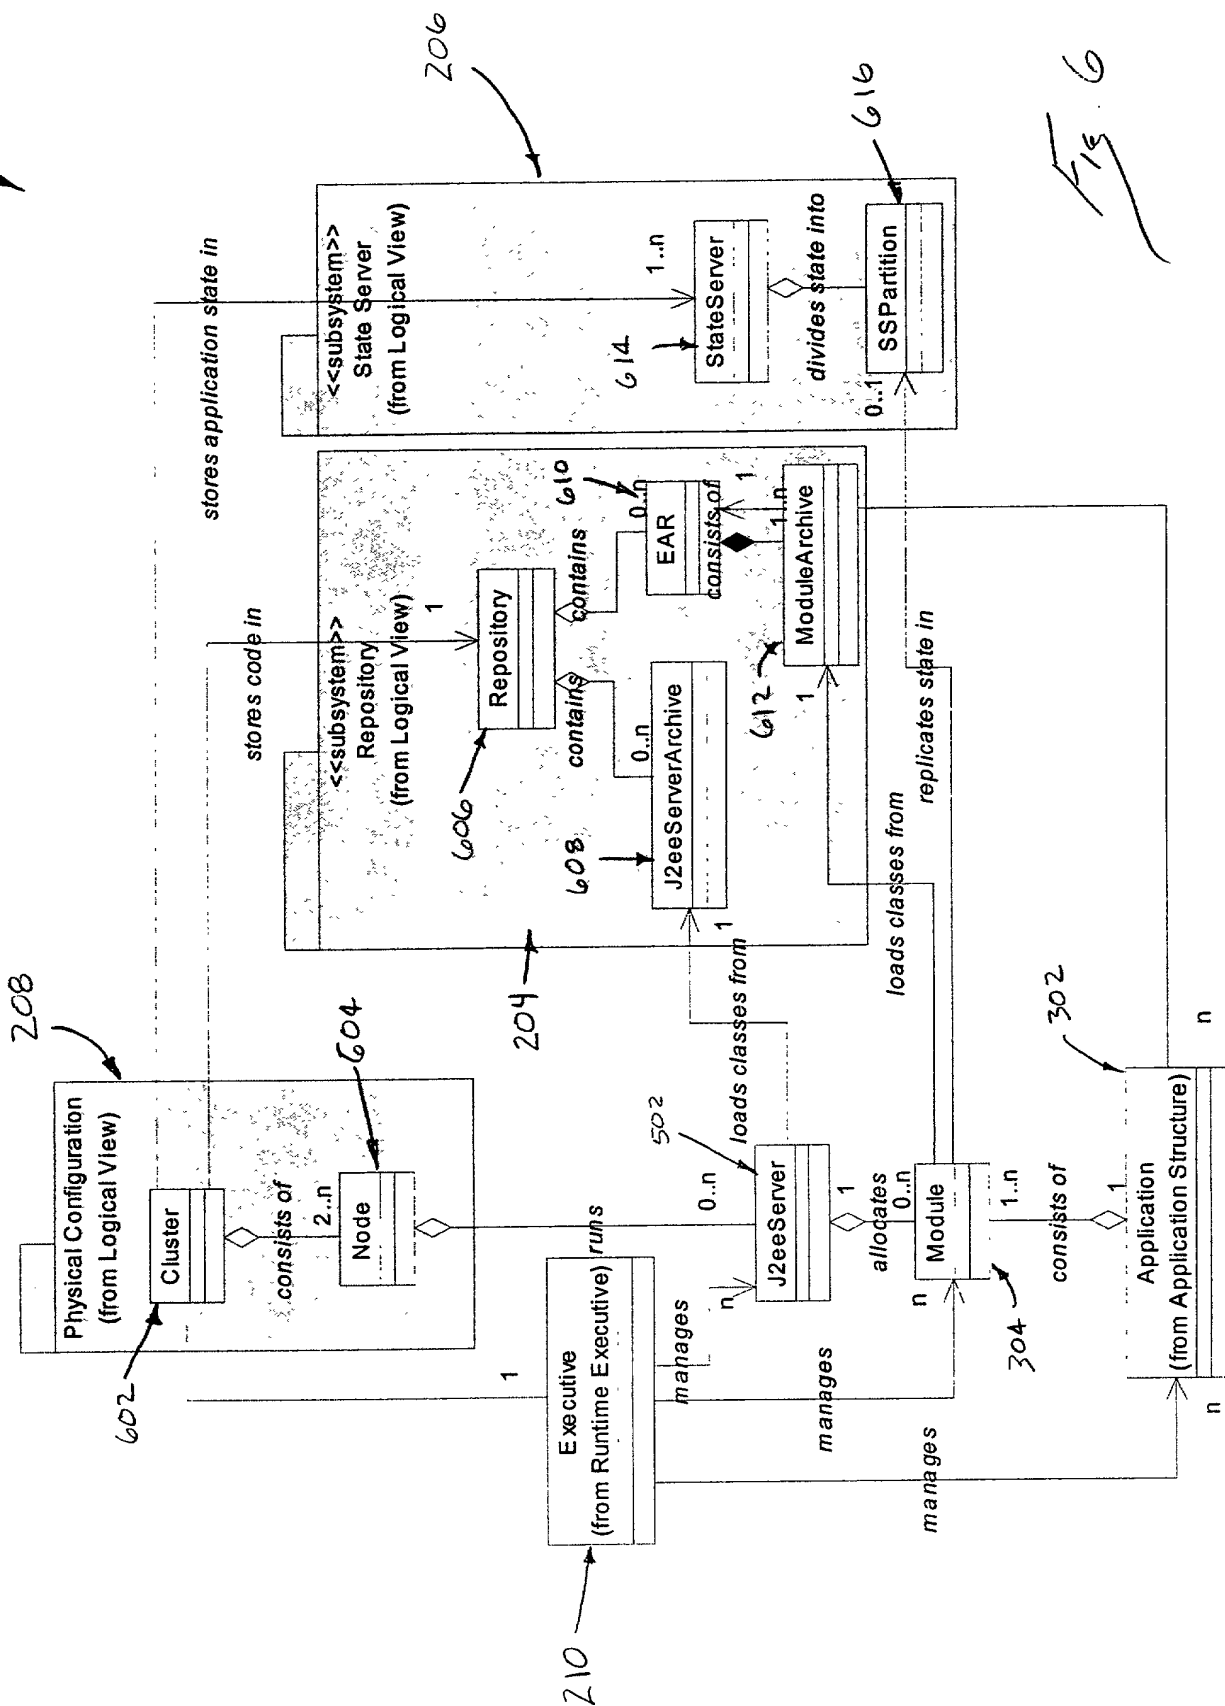 208
Physical Configuration
(from Logical View)
602
Cluster
consists of
2..n
Node
604
stores application state in
stores code in
206
<<subsystem>>
Repository
(from Logical View)
1
606
Repository
contains
contains
0..n
0..n
610
608
J2eeServerArchive
EAR
consists of
1
1..n
612
ModuleArchive
1
204
1
<<subsystem>>
State Server
(from Logical View)
1..n
614
StateServer
divides state into
0..1
SSPartition
616
210
1
Executive
(from Runtime Executive)
runs
manages
n
0..n
502
J2eeServer
loads classes from
1
allocates
0..n
manages
n
Module
304
1..n
loads classes from
replicates state in
consists of
1
302
manages
Application
(from Application Structure)
n
n
Fig. 6